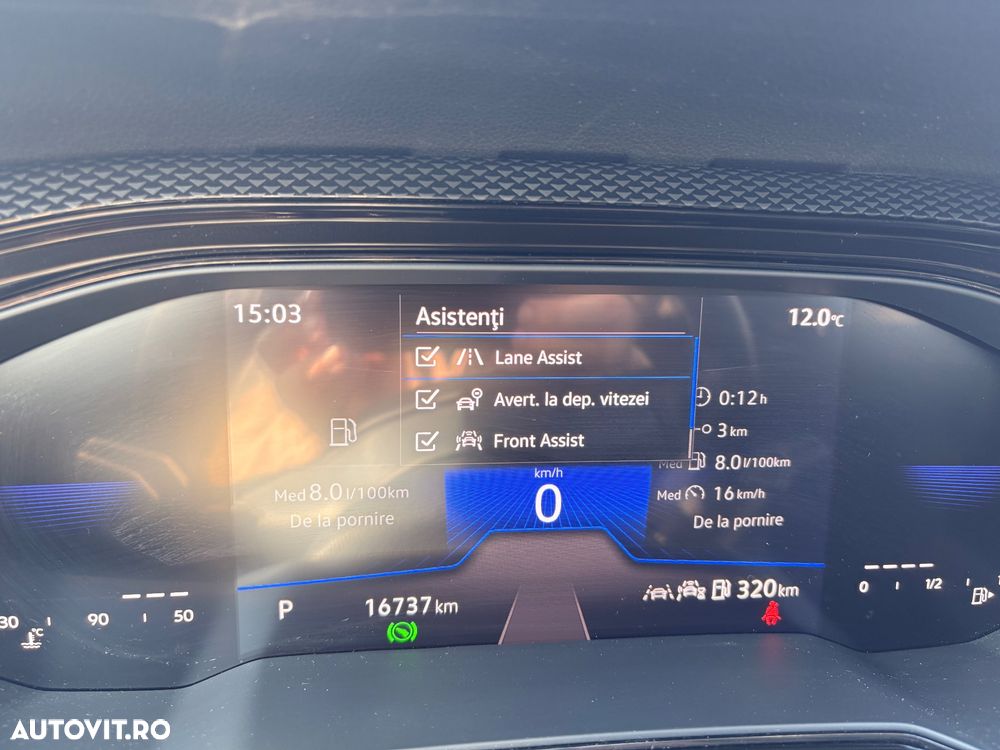 15:03
Asistenți
12.0°C
Lane Assist
Avert. la dep. vitezei
0:12 h
Front Assist
3 km
Med 8.0 l/100km
km/h
0
Med 8.0 l/100km
Med 16 km/h
De la pornire
De la pornire
0 1/2
30 90 50
°C
P
16737 km
320 km
AUTOVIT.RO